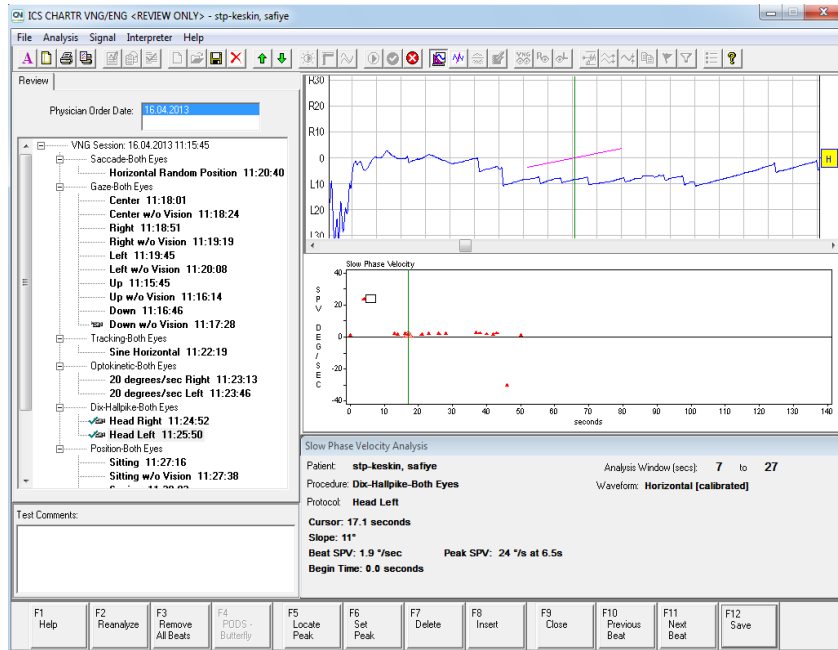 ICS CHARTR VNG/ENG <REVIEW ONLY> - stp-keskin, safiye
File Analysis Signal Interpreter Help
Review
Physician Order Date: 16.04.2013
VNG Session: 16.04.2013 11:15:45
Saccade-Both Eyes
Horizontal Random Position 11:20:40
Gaze-Both Eyes
Center 11:18:01
Center w/o Vision 11:18:24
Right 11:18:51
Right w/o Vision 11:19:19
Left 11:19:45
Left w/o Vision 11:20:08
Up 11:15:45
Up w/o Vision 11:16:14
Down 11:16:46
Down w/o Vision 11:17:28
Tracking-Both Eyes
Sine Horizontal 11:22:19
Optokinetic-Both Eyes
20 degrees/sec Right 11:23:13
20 degrees/sec Left 11:23:46
Dix-Hallpike-Both Eyes
Head Right 11:24:52
Head Left 11:25:50
Position-Both Eyes
Sitting 11:27:16
Sitting w/o Vision 11:27:38
Test Comments:
R30
R20
R10
0
L10
L20
L30
H
Slow Phase Velocity
SPV DEG/SEC
40
20
0
-20
-40
0 10 20 30 40 50 60 70 80 90 100 110 120 130 140
seconds
Slow Phase Velocity Analysis
Patient: stp-keskin, safiye
Analysis Window (secs): 7 to 27
Procedure: Dix-Hallpike-Both Eyes
Waveform: Horizontal [calibrated]
Protocol: Head Left
Cursor: 17.1 seconds
Slope: 11°
Beat SPV: 1.9 °/sec Peak SPV: 24 °/s at 6.5s
Begin Time: 0.0 seconds
F1 Help
F2 Reanalyze
F3 Remove All Beats
F4 PODS - Butterfly
F5 Locate Peak
F6 Set Peak
F7 Delete
F8 Insert
F9 Close
F10 Previous Beat
F11 Next Beat
F12 Save